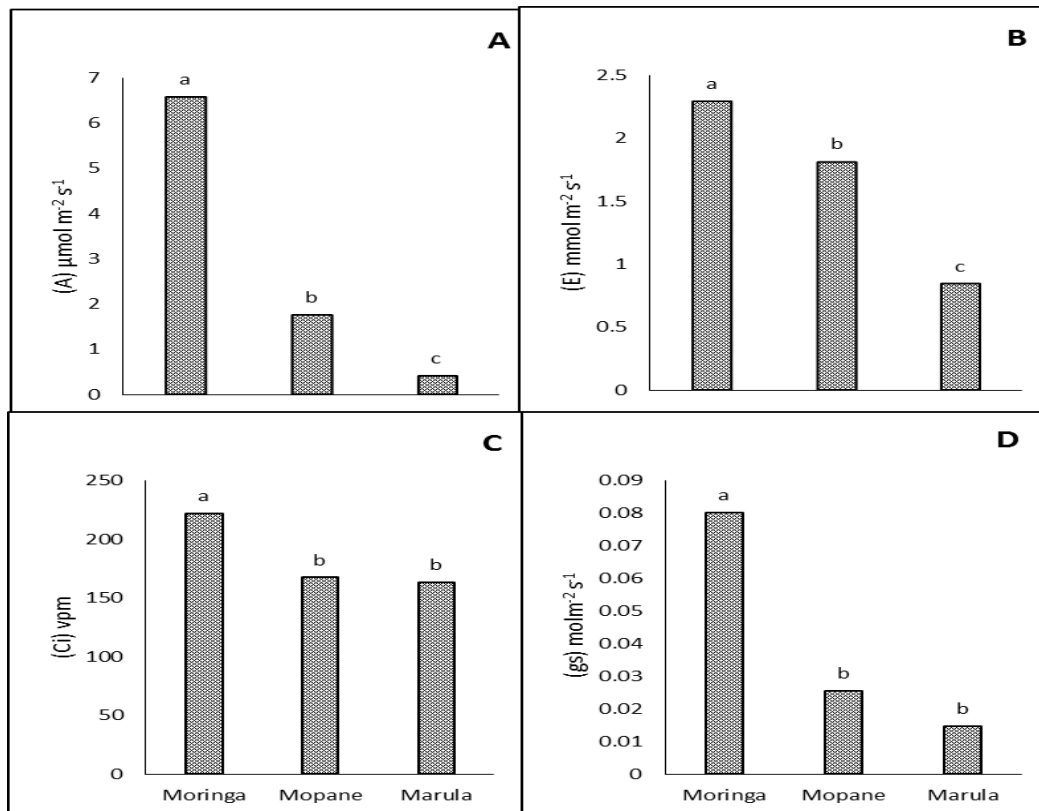 A
(A) µmol m⁻² s⁻¹
7
6
5
4
3
2
1
0
a
b
c
B
(E) mmol m⁻² s⁻¹
2.5
2
1.5
1
0.5
0
a
b
c
C
(Ci) vpm
250
200
150
100
50
0
a
b
b
Moringa Mopane Marula
D
(gs) molm⁻² s⁻¹
0.09
0.08
0.07
0.06
0.05
0.04
0.03
0.02
0.01
0
a
b
b
Moringa Mopane Marula